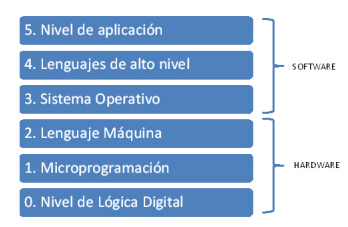 5. Nivel de aplicación
4. Lenguajes de alto nivel
SOFTWARE
3. Sistema Operativo
2. Lenguaje Máquina
1. Microprogramación
HARDWARE
0. Nivel de Lógica Digital